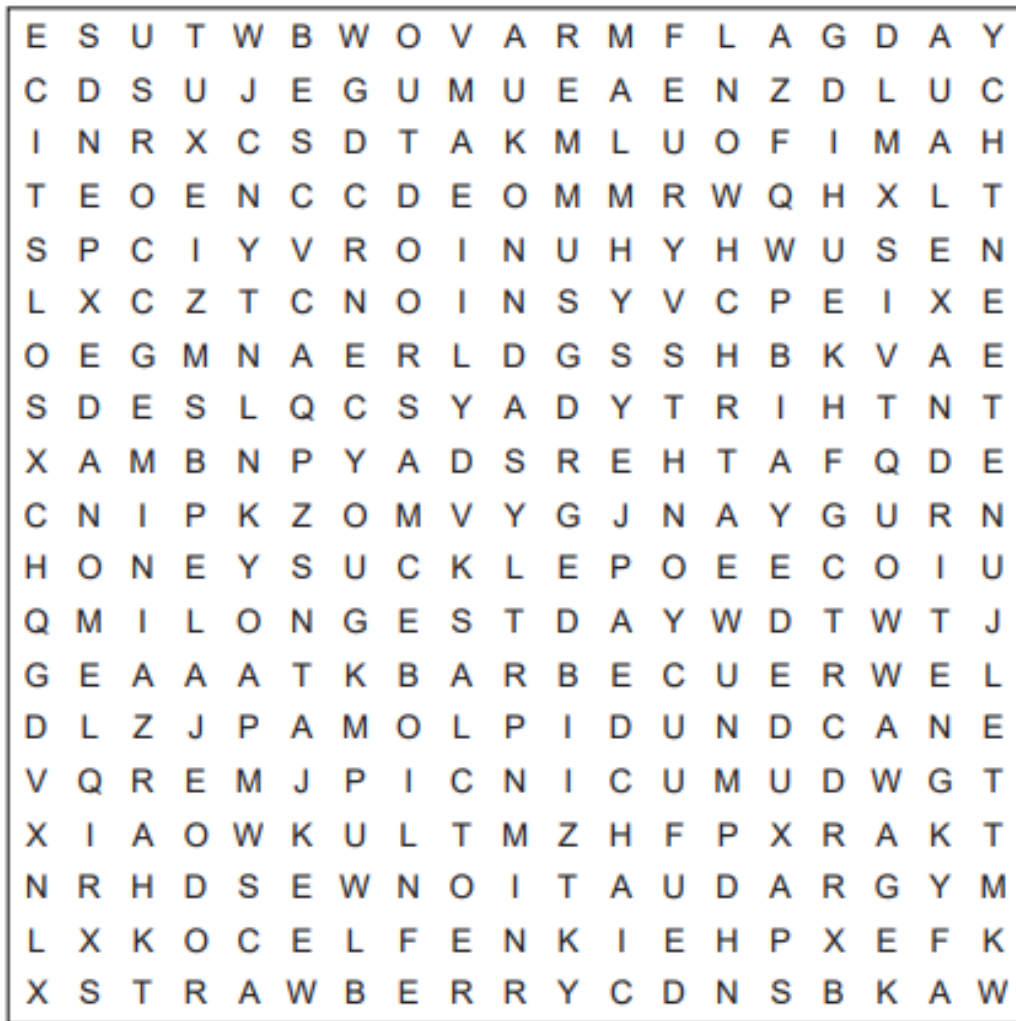 E S U T W B W O V A R M F L A G D A Y
C D S U J E G U M U E A E N Z D L U C
I N R X C S D T A K M L U O F I M A H
T E O E N C C D E O M M R W Q H X L T
S P C I Y V R O I N U H Y H W U S E N
L X C Z T C N O I N S Y V C P E I X E
O E G M N A E R L D G S S H B K V A E
S D E S L Q C S Y A D Y T R I H T N T
X A M B N P Y A D S R E H T A F Q D E
C N I P K Z O M V Y G J N A Y G U R N
H O N E Y S U C K L E P O E E C O I U
Q M I L O N G E S T D A Y W D T W T J
G E A A A T K B A R B E C U E R W E L
D L Z J P A M O L P I D U N D C A N E
V Q R E M J P I C N I C U M U D W G T
X I A O W K U L T M Z H F P X R A K T
N R H D S E W N O I T A U D A R G Y M
L X K O C E L F E N K I E H P X E F K
X S T R A W B E R R Y C D N S B K A W